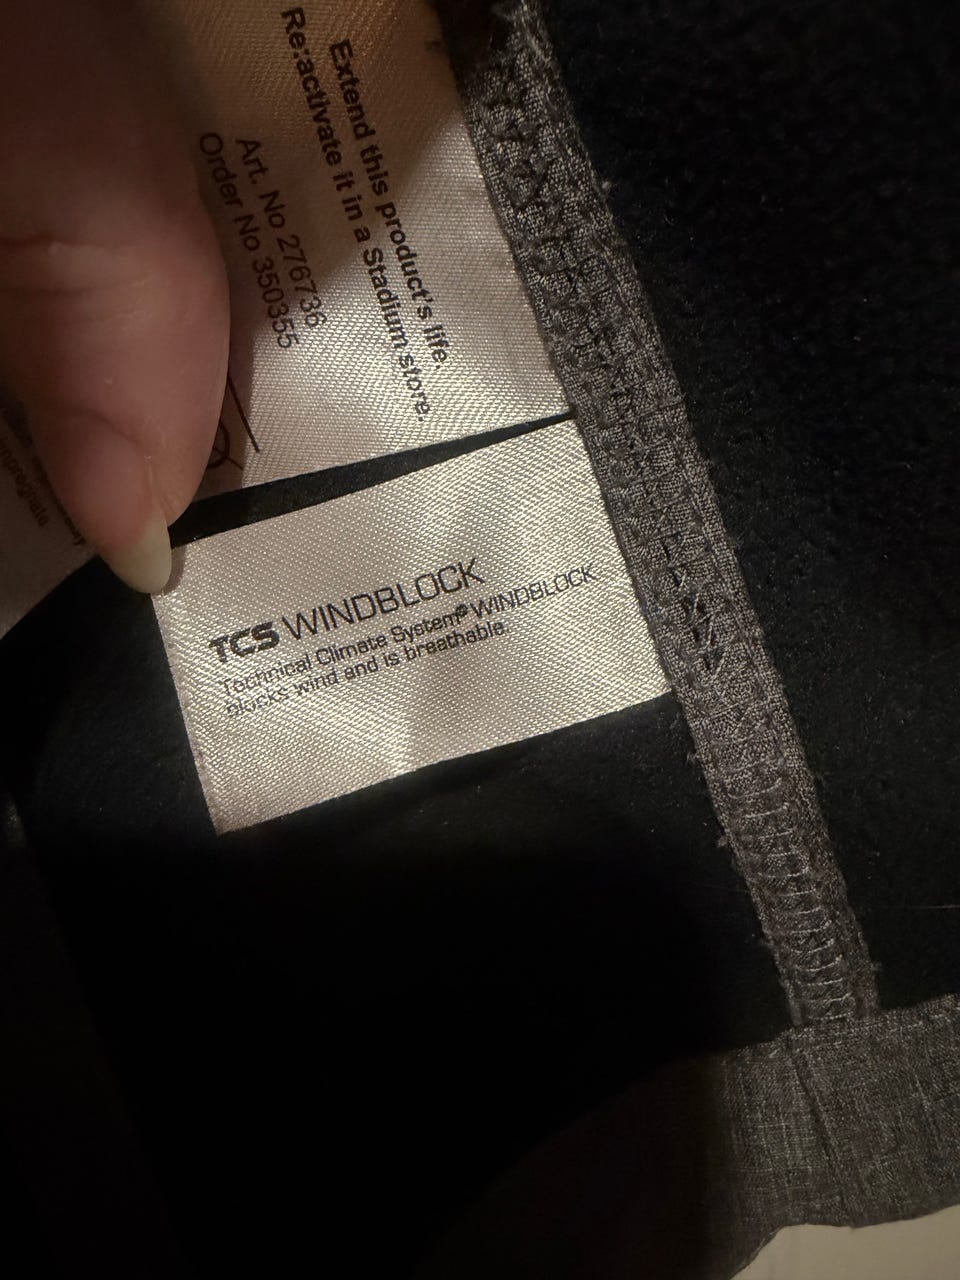 Extend this product's life.
Re:activate it in a Stadium store.
Art. No 276736
Order No 350355
impregnate
TCS WINDBLOCK
Technical Climate System® WINDBLOCK
blocks wind and is breathable.